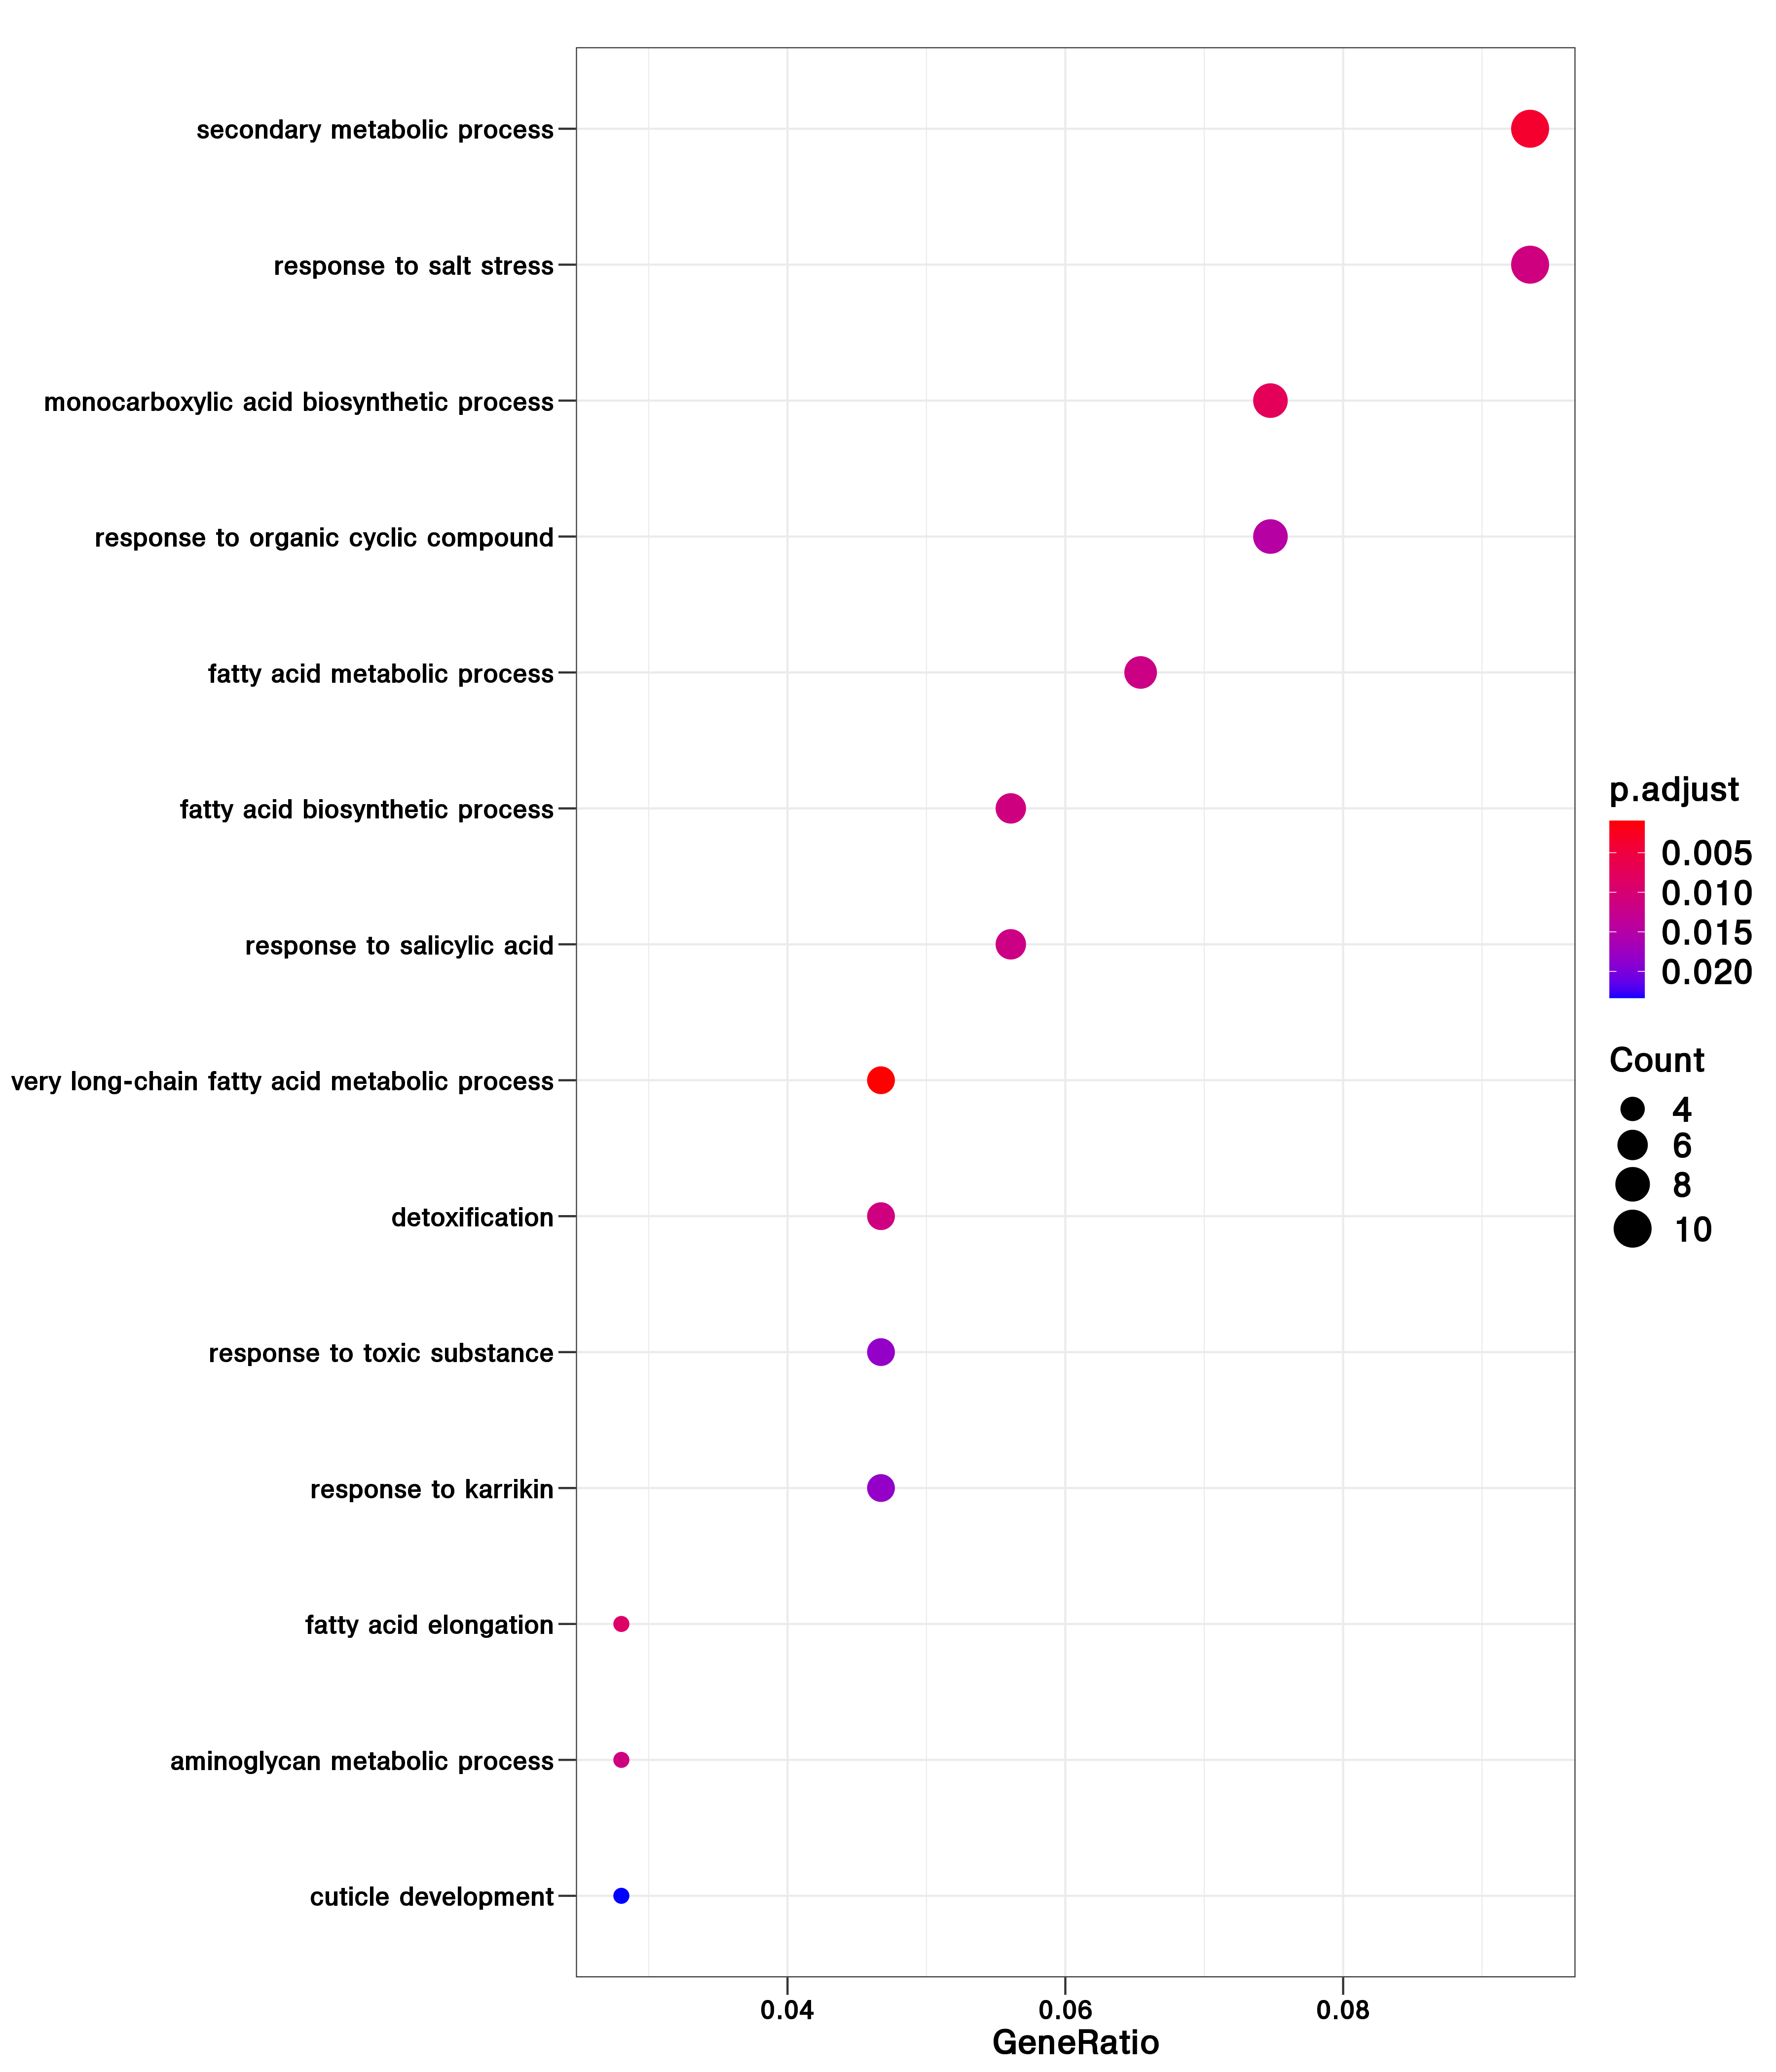 secondary metabolic process
response to salt stress
monocarboxylic acid biosynthetic process
response to organic cyclic compound
fatty acid metabolic process
fatty acid biosynthetic process
response to salicylic acid
very long-chain fatty acid metabolic process
detoxification
response to toxic substance
response to karrikin
fatty acid elongation
aminoglycan metabolic process
cuticle development
0.04 0.06 0.08
GeneRatio
p.adjust
0.005
0.010
0.015
0.020
Count
4
6
8
10